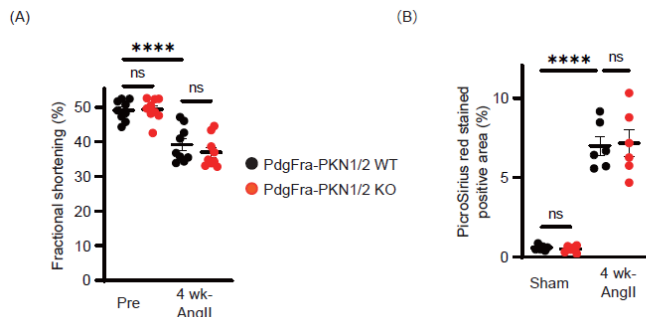 (A)
****
ns
ns
Fractional shortening (%)
50
40
30
20
10
0
Pre
4 wk-
AngII
PdgFra-PKN1/2 WT
PdgFra-PKN1/2 KO
(B)
****
ns
ns
PicroSirius red stained
positive area (%)
10
5
0
Sham
4 wk-
AngII